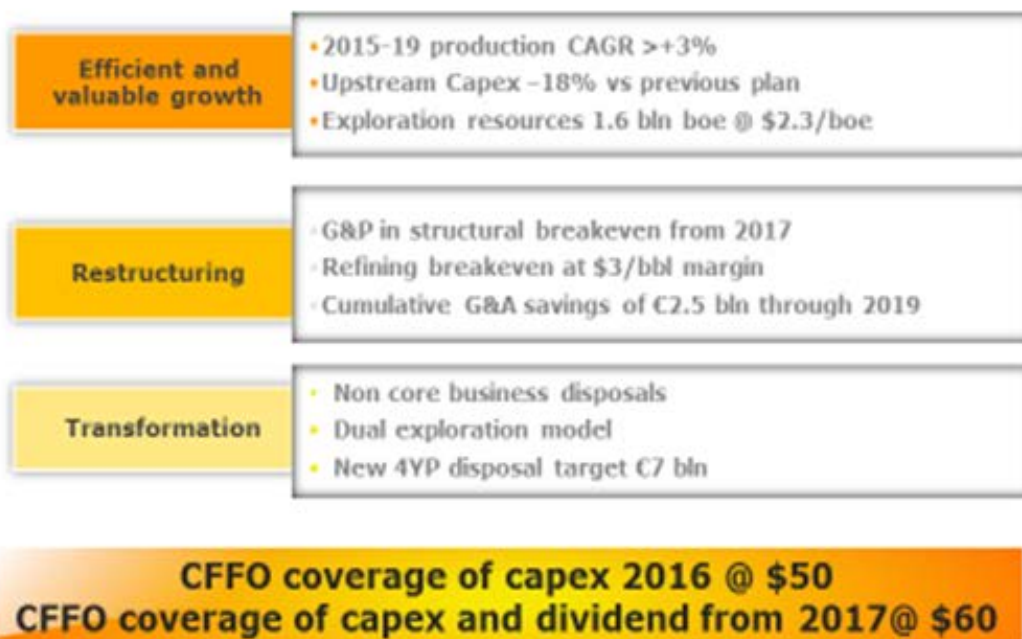 Efficient and
valuable growth
•2015-19 production CAGR >+3%
•Upstream Capex -18% vs previous plan
•Exploration resources 1.6 bln boe @ $2.3/boe
Restructuring
·G&P in structural breakeven from 2017
·Refining breakeven at $3/bbl margin
·Cumulative G&A savings of €2.5 bln through 2019
Transformation
• Non core business disposals
• Dual exploration model
• New 4YP disposal target €7 bln
CFFO coverage of capex 2016 @ $50
CFFO coverage of capex and dividend from 2017@ $60